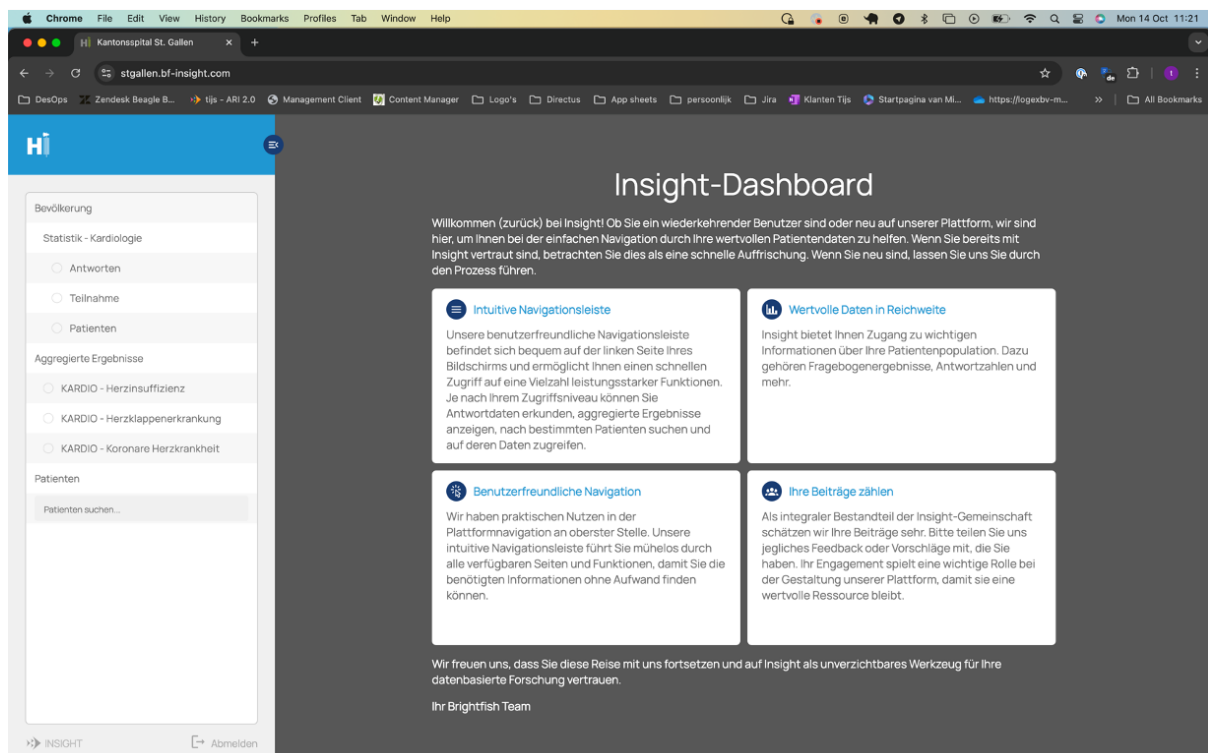 Chrome File Edit View History Bookmarks Profiles Tab Window Help Mon 14 Oct 11:21
Kantonsspital St. Gallen
stgallen.bf-insight.com
DesOps Zendesk Beagle B... tijs - ARI 2.0 Management Client Content Manager Logo's Directus App sheets persoonlijk Jira Klanten Tijs Startpagina van Mi... https://logexbv-m... All Bookmarks
Hi
Bevölkerung
Statistik - Kardiologie
Antworten
Teilnahme
Patienten
Aggregierte Ergebnisse
KARDIO - Herzinsuffizienz
KARDIO - Herzklappenerkrankung
KARDIO - Koronare Herzkrankheit
Patienten
Patienten suchen...
INSIGHT Abmelden
Insight-Dashboard
Willkommen (zurück) bei Insight! Ob Sie ein wiederkehrender Benutzer sind oder neu auf unserer Plattform, wir sind
hier, um Ihnen bei der einfachen Navigation durch Ihre wertvollen Patientendaten zu helfen. Wenn Sie bereits mit
Insight vertraut sind, betrachten Sie dies als eine schnelle Auffrischung. Wenn Sie neu sind, lassen Sie uns Sie durch
den Prozess führen.
Intuitive Navigationsleiste
Unsere benutzerfreundliche Navigationsleiste
befindet sich bequem auf der linken Seite Ihres
Bildschirms und ermöglicht Ihnen einen schnellen
Zugriff auf eine Vielzahl leistungsstarker Funktionen.
Je nach Ihrem Zugriffsniveau können Sie
Antwortdaten erkunden, aggregierte Ergebnisse
anzeigen, nach bestimmten Patienten suchen und
auf deren Daten zugreifen.
Wertvolle Daten in Reichweite
Insight bietet Ihnen Zugang zu wichtigen
Informationen über Ihre Patientenpopulation. Dazu
gehören Fragebogenergebnisse, Antwortzahlen und
mehr.
Benutzerfreundliche Navigation
Wir haben praktischen Nutzen in der
Plattformnavigation an oberster Stelle. Unsere
intuitive Navigationsleiste führt Sie mühelos durch
alle verfügbaren Seiten und Funktionen, damit Sie die
benötigten Informationen ohne Aufwand finden
können.
Ihre Beiträge zählen
Als integraler Bestandteil der Insight-Gemeinschaft
schätzen wir Ihre Beiträge sehr. Bitte teilen Sie uns
jegliches Feedback oder Vorschläge mit, die Sie
haben. Ihr Engagement spielt eine wichtige Rolle bei
der Gestaltung unserer Plattform, damit sie eine
wertvolle Ressource bleibt.
Wir freuen uns, dass Sie diese Reise mit uns fortsetzen und auf Insight als unverzichtbares Werkzeug für Ihre
datenbasierte Forschung vertrauen.
Ihr Brightfish Team